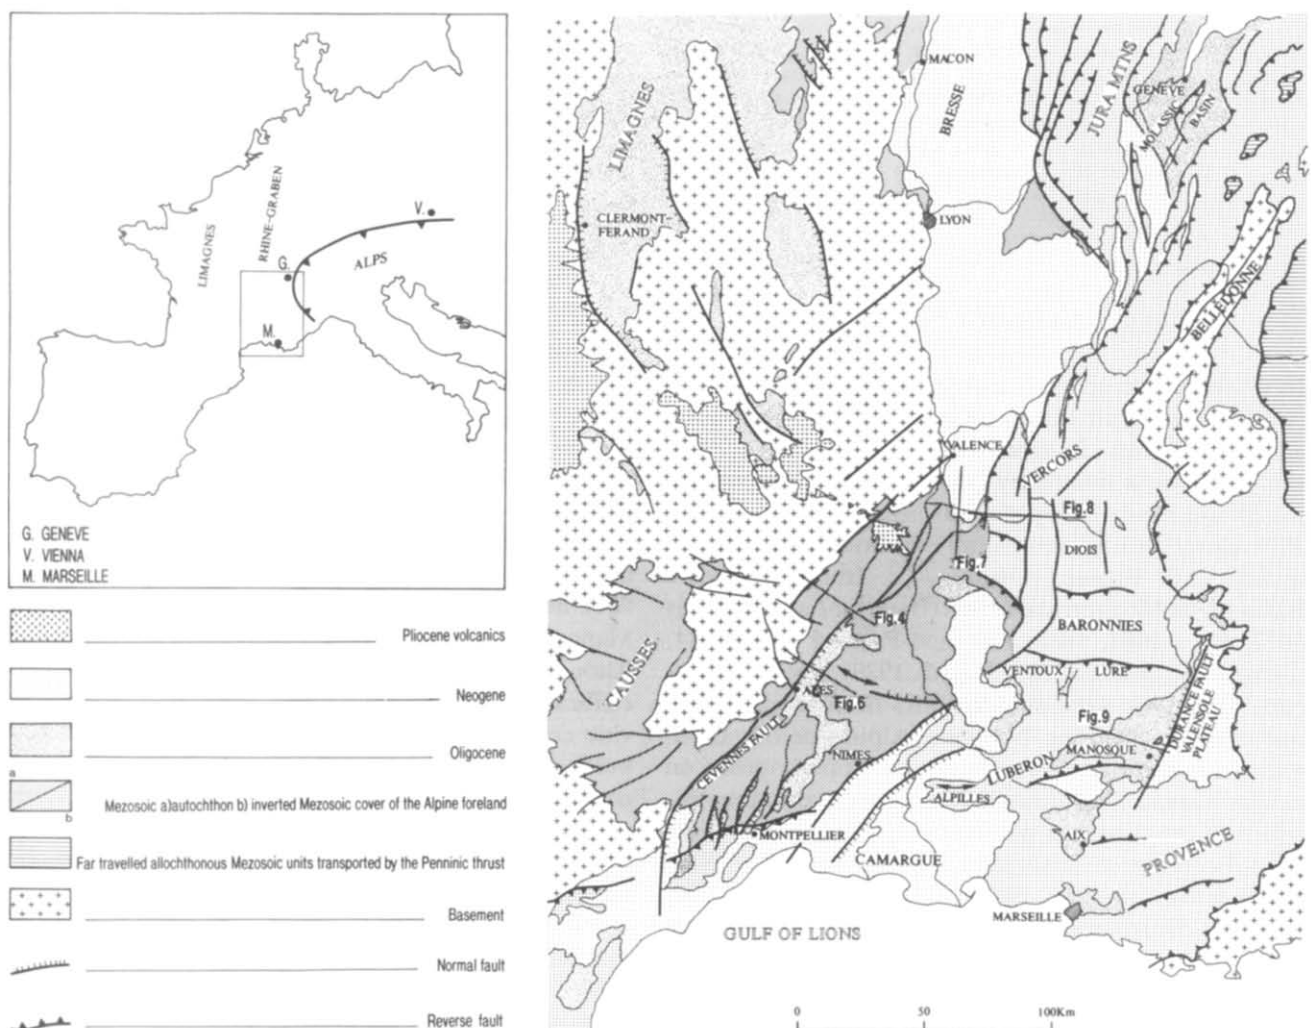 LIMAGNES
RHINE-GRABEN
V.
G.
ALPS
M.
G. GENEVE
V. VIENNA
M. MARSEILLE
Pliocene volcanics
Neogene
Oligocene
a
Mezosoic a)autochthon b) inverted Mezosoic cover of the Alpine foreland
b
Far travelled allochthonous Mezosoic units transported by the Penninic thrust
Basement
Normal fault
Reverse fault
MACON
LIMAGNES
BRESSE
JURA MTNS
GENEVE
MOLASSIC
BASIN
CLERMONT-
FERAND
LYON
BELLEDONNE
VALENCE
VERCORS
Fig.8
DIOIS
Fig.7
Fig.4
BARONNIES
CAUSSES
VENTOUX
LURE
DURANCE FAULT
VALENSOLE
PLATEAU
ALES
Fig.6
Fig.9
CEVENNES FAULT
NIMES
MANOSQUE
LUBERON
ALPILLES
MONTPELLIER
AIX
CAMARGUE
PROVENCE
MARSEILLE
GULF OF LIONS
0 50 100Km